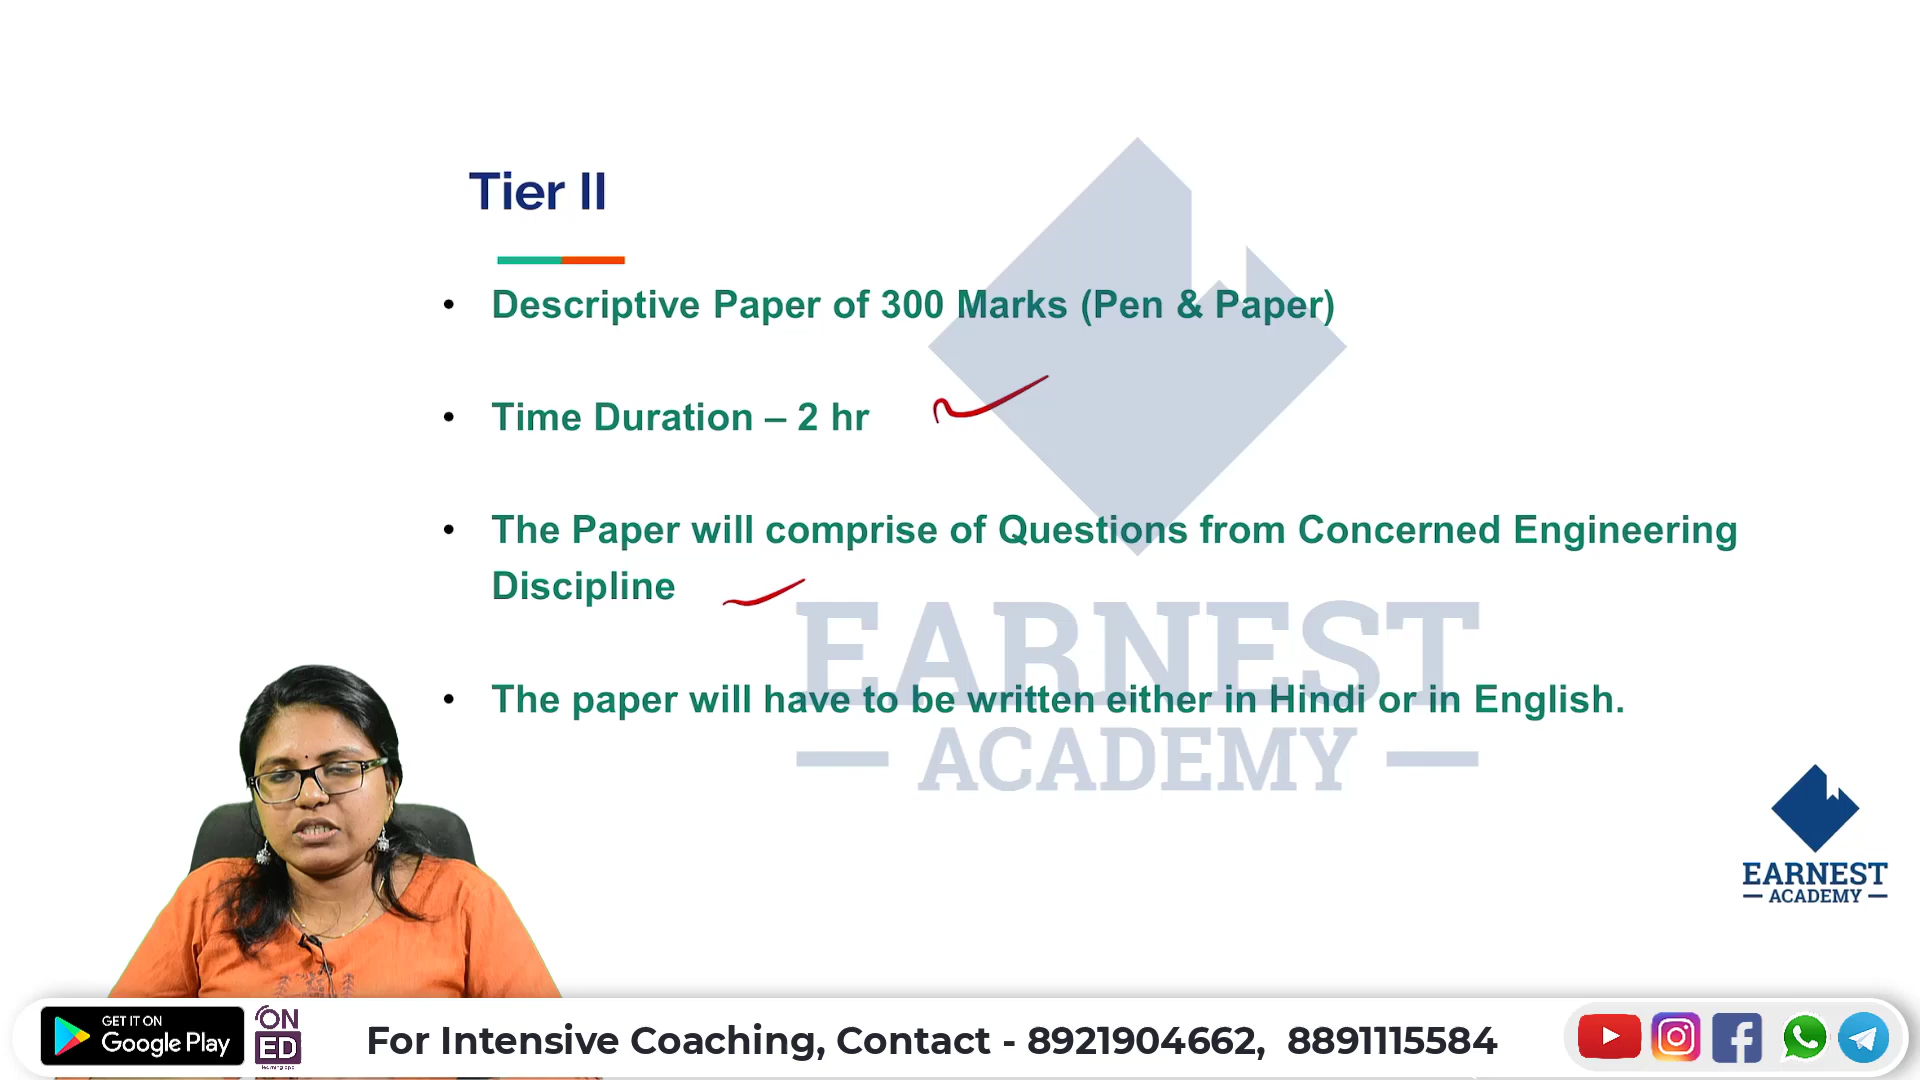 Tier II
• Descriptive Paper of 300 Marks (Pen & Paper)
• Time Duration – 2 hr
• The Paper will comprise of Questions from Concerned Engineering
Discipline
• The paper will have to be written either in Hindi or in English.
EARNEST
ACADEMY
EARNEST
ACADEMY
GET IT ON
Google Play
ON
ED
For Intensive Coaching, Contact - 8921904662, 8891115584